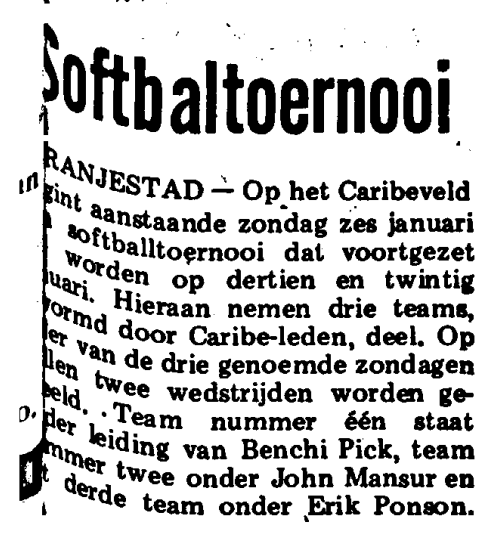 Softbaltoernooi
RANJESTAD — Op het Caribeveld
gint aanstaande zondag zes januari
softballtoernooi dat voortgezet
worden op dertien en twintig
uari. Hieraan nemen drie teams,
ormd door Caribe-leden, deel. Op
er van de drie genoemde zondagen
llen twee wedstrijden worden ge-
eeld. Team nummer één staat
der leiding van Benchi Pick, team
mmer twee onder John Mansur en
t derde team onder Erik Ponson.